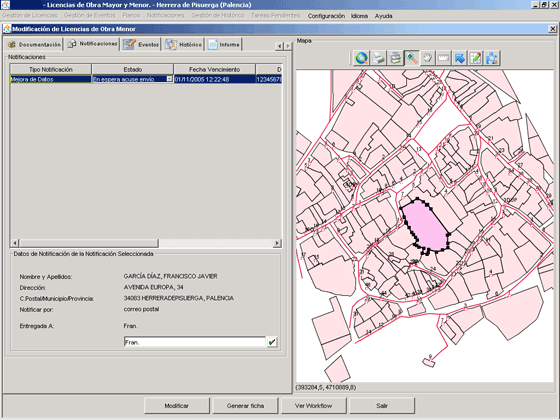 - Licencias de Obra Mayor y Menor. - Herrera de Pisuerga (Palencia)
Gestión de Licencias Gestión de Eventos Planos Gestión de Histórico Tareas Pendientes Configuración Idioma Ayuda
Modificación de Licencias de Obra Menor
Documentación Notificaciones Eventos Histórico Informe
Notificaciones
Tipo Notificación Estado Fecha Vencimiento D
Mejora de Datos En espera acuse envío 01/11/2005 12:22:48 1234567
Datos de Notificación de la Notificación Seleccionada
Nombre y Apellidos: GARCÍA DÍAZ, FRANCISCO JAVIER
Dirección: AVENIDA EUROPA, 34
C.Postal/Municipio/Provincia: 34003 HERRERADEPISUERGA, PALENCIA
Notificar por: correo postal
Entregada A: Fran.
Fran.
Mapa
(393284,5, 4710889,8)
Modificar Generar ficha Ver Workflow Salir